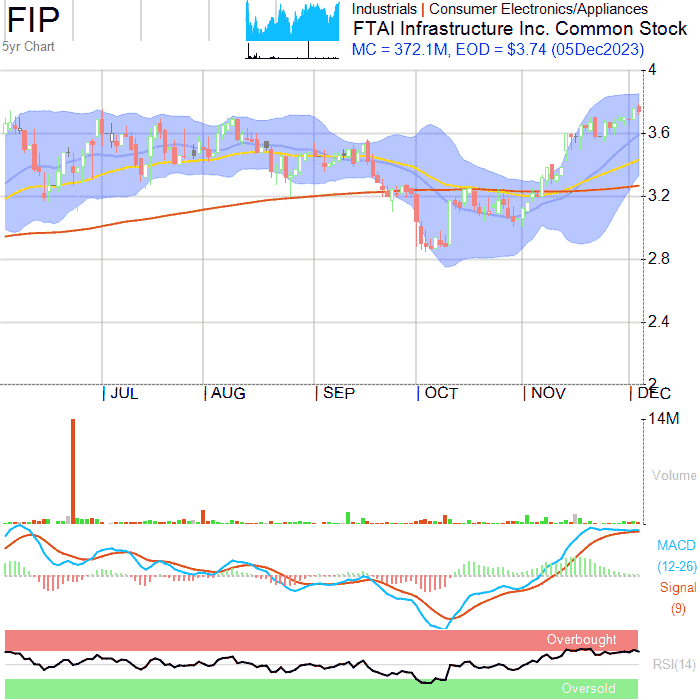 FIP
5yr Chart
Industrials | Consumer Electronics/Appliances
FTAI Infrastructure Inc. Common Stock
MC = 372.1M, EOD = $3.74 (05Dec2023)
4
3.6
3.2
2.8
2.4
2
JUL
AUG
SEP
OCT
NOV
DEC
14M
Volume
MACD
(12-26)
Signal
(9)
Overbought
RSI(14)
Oversold